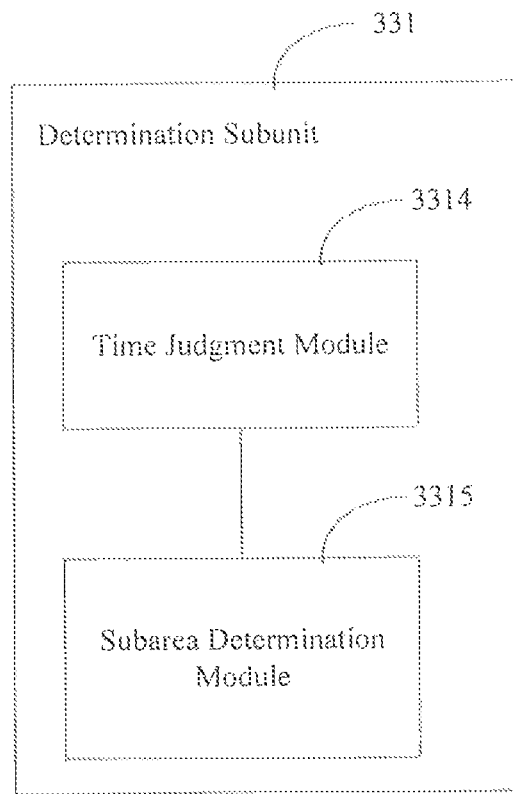 331
Determination Subunit
3314
Time Judgment Module
3315
Subarea Determination
Module